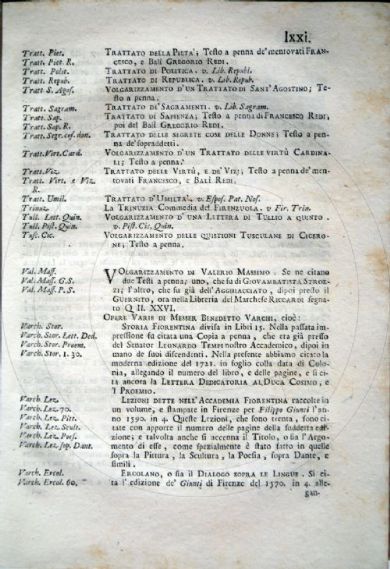 lxxi.
Tratt. Piet. TRATTATO DELLA PIETA'; Testo a penna de' mentovati FRAN-
Tratt. Piet. R. CESCO, e Balì GREGORIO REDI.
Tratt. Polit. TRATTATO DI POLITICA. v. Lib. Republ.
Tratt. Repub. TRATTATO DI REPUBLICA. v. Lib. Repub.
Tratt. S. Agos. VOLGARIZZAMENTO D'UN TRATTATO DI SANT' AGOSTINO; Te-
sto a penna.
Tratt. Sagram. TRATTATO DE' SAGRAMENTI. v. Lib. Sagram.
Tratt. Sap. TRATTATO DI SAPIENZA; Testo a penna di FRANCESCO REDI,
Tratt. Sap. R. poi del Balì GREGORIO REDI.
Tratt. Segr. cos. don. TRATTATO DELLE SEGRETE COSE DELLE DONNE; Testo a pen-
na de' sopraddetti.
Tratt. Virt. Card. VOLGARIZZAMENTO D'UN TRATTATO DELLE VIRTÙ CARDINA-
LI; Testo a penna.
Tratt. Viz. TRATTATO DELLE VIRTÙ, E DE' VIZJ; Testo a penna de' men-
Tratt. Virt. e Viz. tovati FRANCESCO, e BALÌ REDI.
R.
Tratt. Umil. TRATTATO D'UMILTA'. v. Espos. Pat. Nos.
Trinuz. LA TRINUZIA Commedia del FIRENZUOLA. v Fir. Trin.
Tull. Lett. Quin. VOLGARIZZAMENTO D'UNA LETTERA DI TULLIO A QUINTO.
Tull. Pist. Quin. v. Pist. Cic. Quin.
Tusc. Cic. VOLGARIZZAMENTO DELLE QUISTIONI TUSCULANE DI CICERO-
NE; Testo a penna.
Val. Mass. VOLGARIZZAMENTO DI VALERIO MASSIMO. Se ne citano
Val. Mass. G.S. due Testi a penna; uno, che fu di GIOVAMBATISTA STROZ-
Val. Mass. P.S. ZI; l'altro, che fu già dell' AGGHIACCIATO, dipoi presso il
GUERNITO, ora nella Libreria dei Marchese RICCARDI segna-
to Q II. XXVI.
OPERE VARIE DI MESSER BENEDETTO VARCHI, cioè:
Varch. Stor. STORIA FIORENTINA divisa in Libri 15. Nella passata im-
Varch. Stor. Lett. Ded. pressione fu citata una Copia a penna, che era già presso
Varch. Stor. Proem. del Senator LEONARDO TEMPI nostro Accademico, dipoi in
Varch. Stor. 1. 30. mano de' suoi discendenti. Nella presente abbiamo citato la
moderna edizione del 1721. in foglio colla data di Colo-
nia, allegando il numero del libro, e delle pagine, e si ci-
ta ancora la LETTERA DEDICATORIA AL DUCA COSIMO, e l'
PROEMIO.
Varch. Lez. LEZIONI DETTE NELL'ACCADEMIA FIORENTINA raccolte in
Varch. Lez. 70. un volume, e stampate in Firenze per Filippo Giunti l'an-
Varch. Lez. Pitt. no 1590. in 4. Queste Lezioni, che sono trenta, sono ci-
Varch. Lez. Scult. tate con apporre il numero delle pagine della suddetta edi-
Varch. Lez. Poes. zione; e talvolta anche si accenna il Titolo, o sia l'Argo-
Varch. Lez. sop. Dant. mento di esse, come spezialmente è stato fatto in quelle
sopra la Pittura, la Scultura, la Poesia, sopra Dante, e
simili.
Varch. Ercol. ERCOLANO, o sia il DIALOGO SOPRA LE LINGUE. Si ci-
Varch. Ercol. 60. ta l'edizione de' Giunti di Firenze del 1570. in 4. alle-
gan-